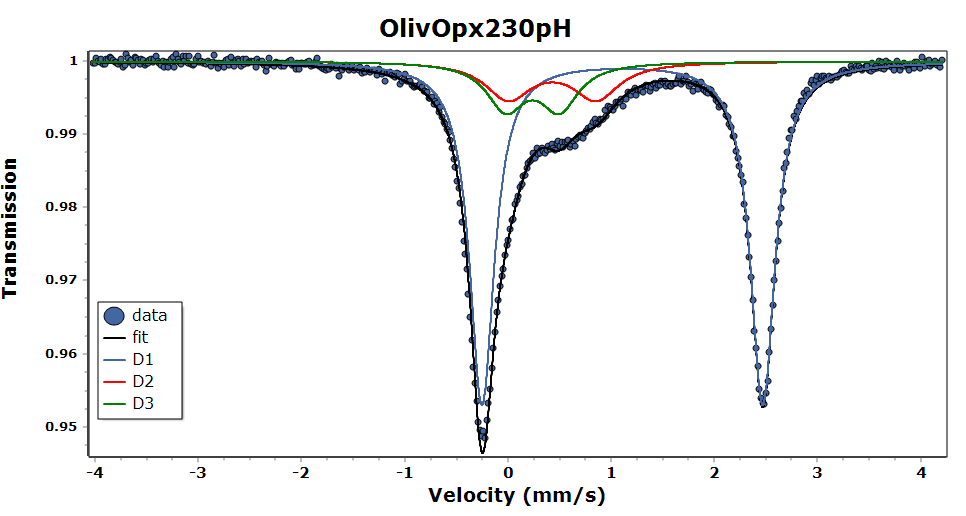 OlivOpx230pH
1
0.99
0.98
0.97
0.96
0.95
Transmission
data
fit
D1
D2
D3
-4 -3 -2 -1 0 1 2 3 4
Velocity (mm/s)